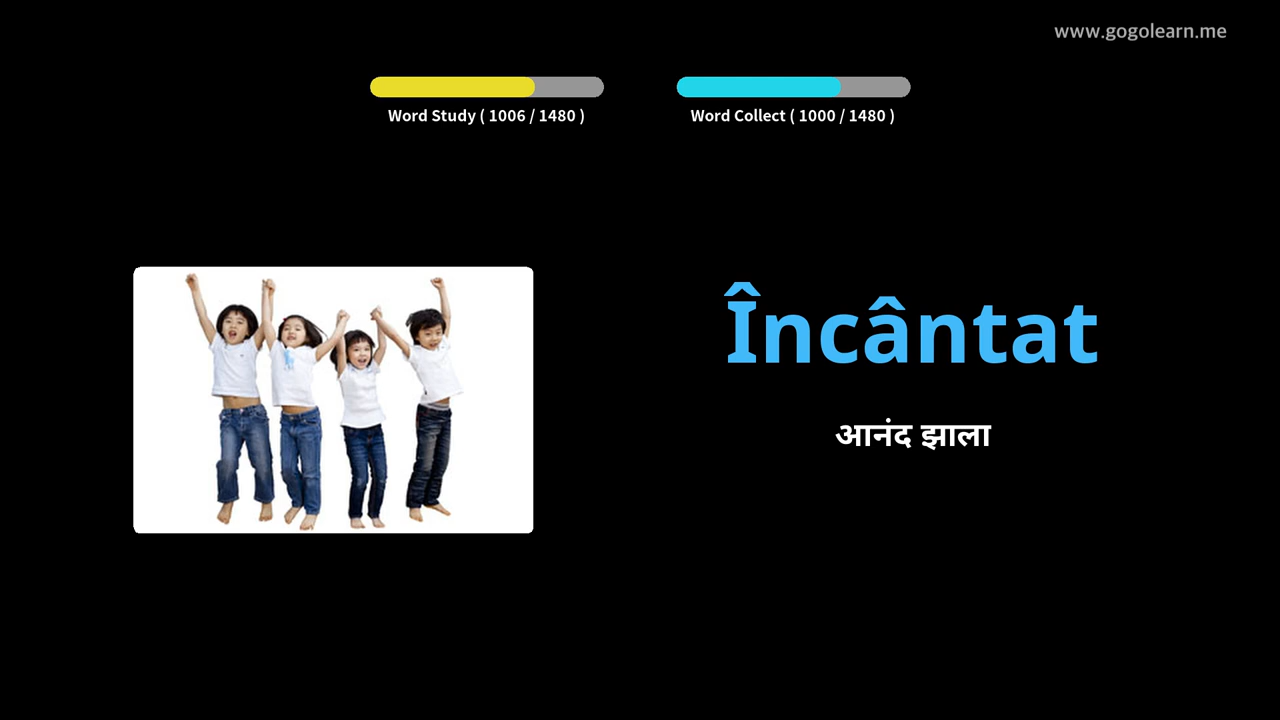 www.gogolearn.me
Word Study ( 1006 / 1480 )
Word Collect ( 1000 / 1480 )
Încântat
आनंद झाला